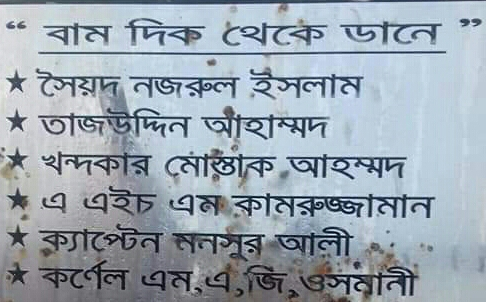 “ বাম দিক থেকে ডানে ”
★ সৈয়দ নজরুল ইসলাম
★ তাজউদ্দিন আহাম্মদ
★ খন্দকার মোস্তাক আহম্মদ
★ এ এইচ এম কামরুজ্জামান
★ ক্যাপ্টেন মনসুর আলী
★ কর্ণেল এম,এ,জি,ওসমানী